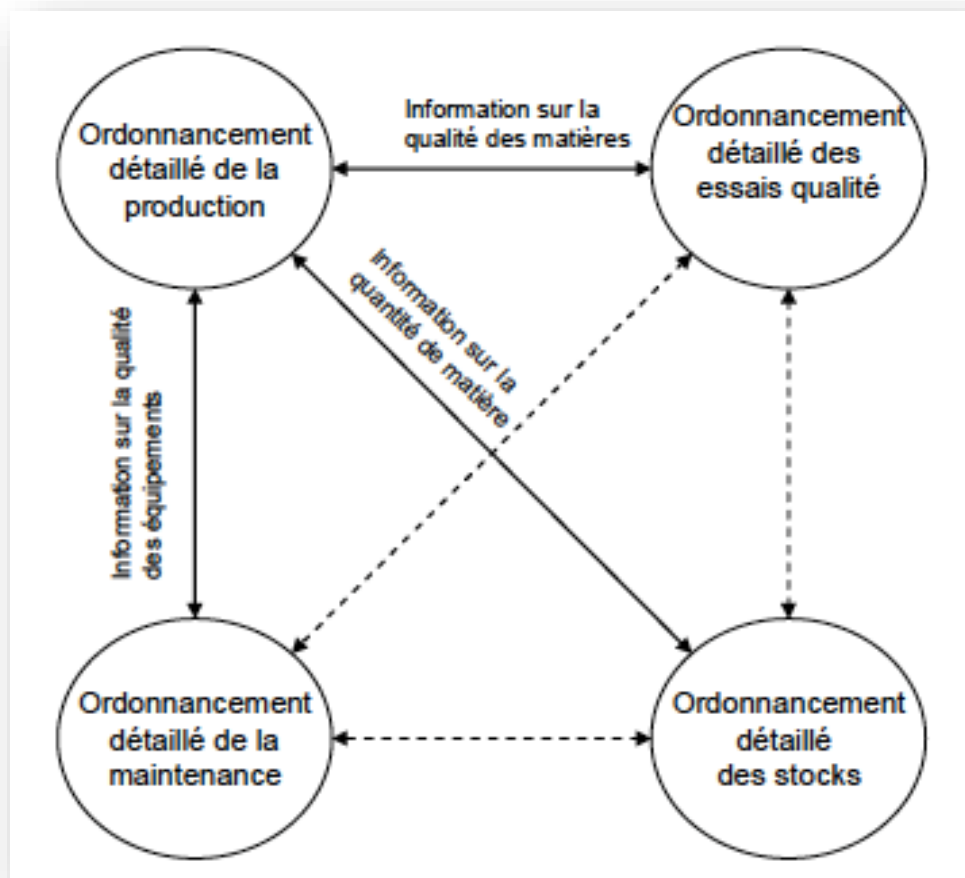 Ordonnancement
détaillé de la
production
Information sur la
qualité des matières
Ordonnancement
détaillé des
essais qualité
Information sur la
quantité de matière
Information sur la qualité
des équipements
Ordonnancement
détaillé de la
maintenance
Ordonnancement
détaillé
des stocks